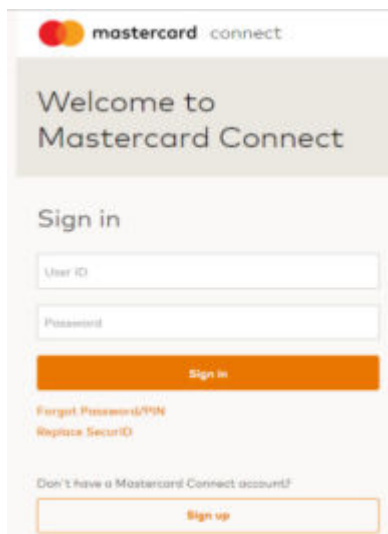 mastercard connect
Welcome to
Mastercard Connect
Sign in
User ID
Password
Sign in
Forgot Password/PIN
Replace SecurID
Don't have a Mastercard Connect account?
Sign up